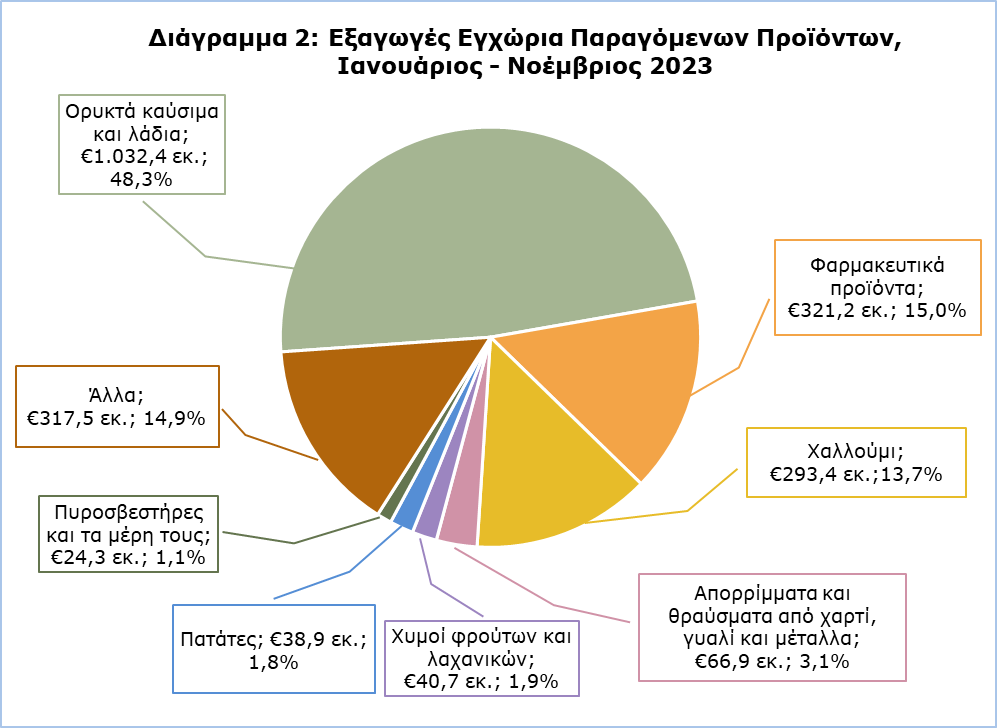 Διάγραμμα 2: Εξαγωγές Εγχώρια Παραγόμενων Προϊόντων,
Ιανουάριος - Νοέμβριος 2023
Ορυκτά καύσιμα
και λάδια;
€1.032,4 εκ.;
48,3%
Φαρμακευτικά
προϊόντα;
€321,2 εκ.; 15,0%
Χαλλούμι;
€293,4 εκ.;13,7%
Απορρίμματα και
θραύσματα από χαρτί,
γυαλί και μέταλλα;
€66,9 εκ.; 3,1%
Χυμοί φρούτων και
λαχανικών;
€40,7 εκ.; 1,9%
Πατάτες; €38,9 εκ.;
1,8%
Πυροσβεστήρες
και τα μέρη τους;
€24,3 εκ.; 1,1%
Άλλα;
€317,5 εκ.; 14,9%